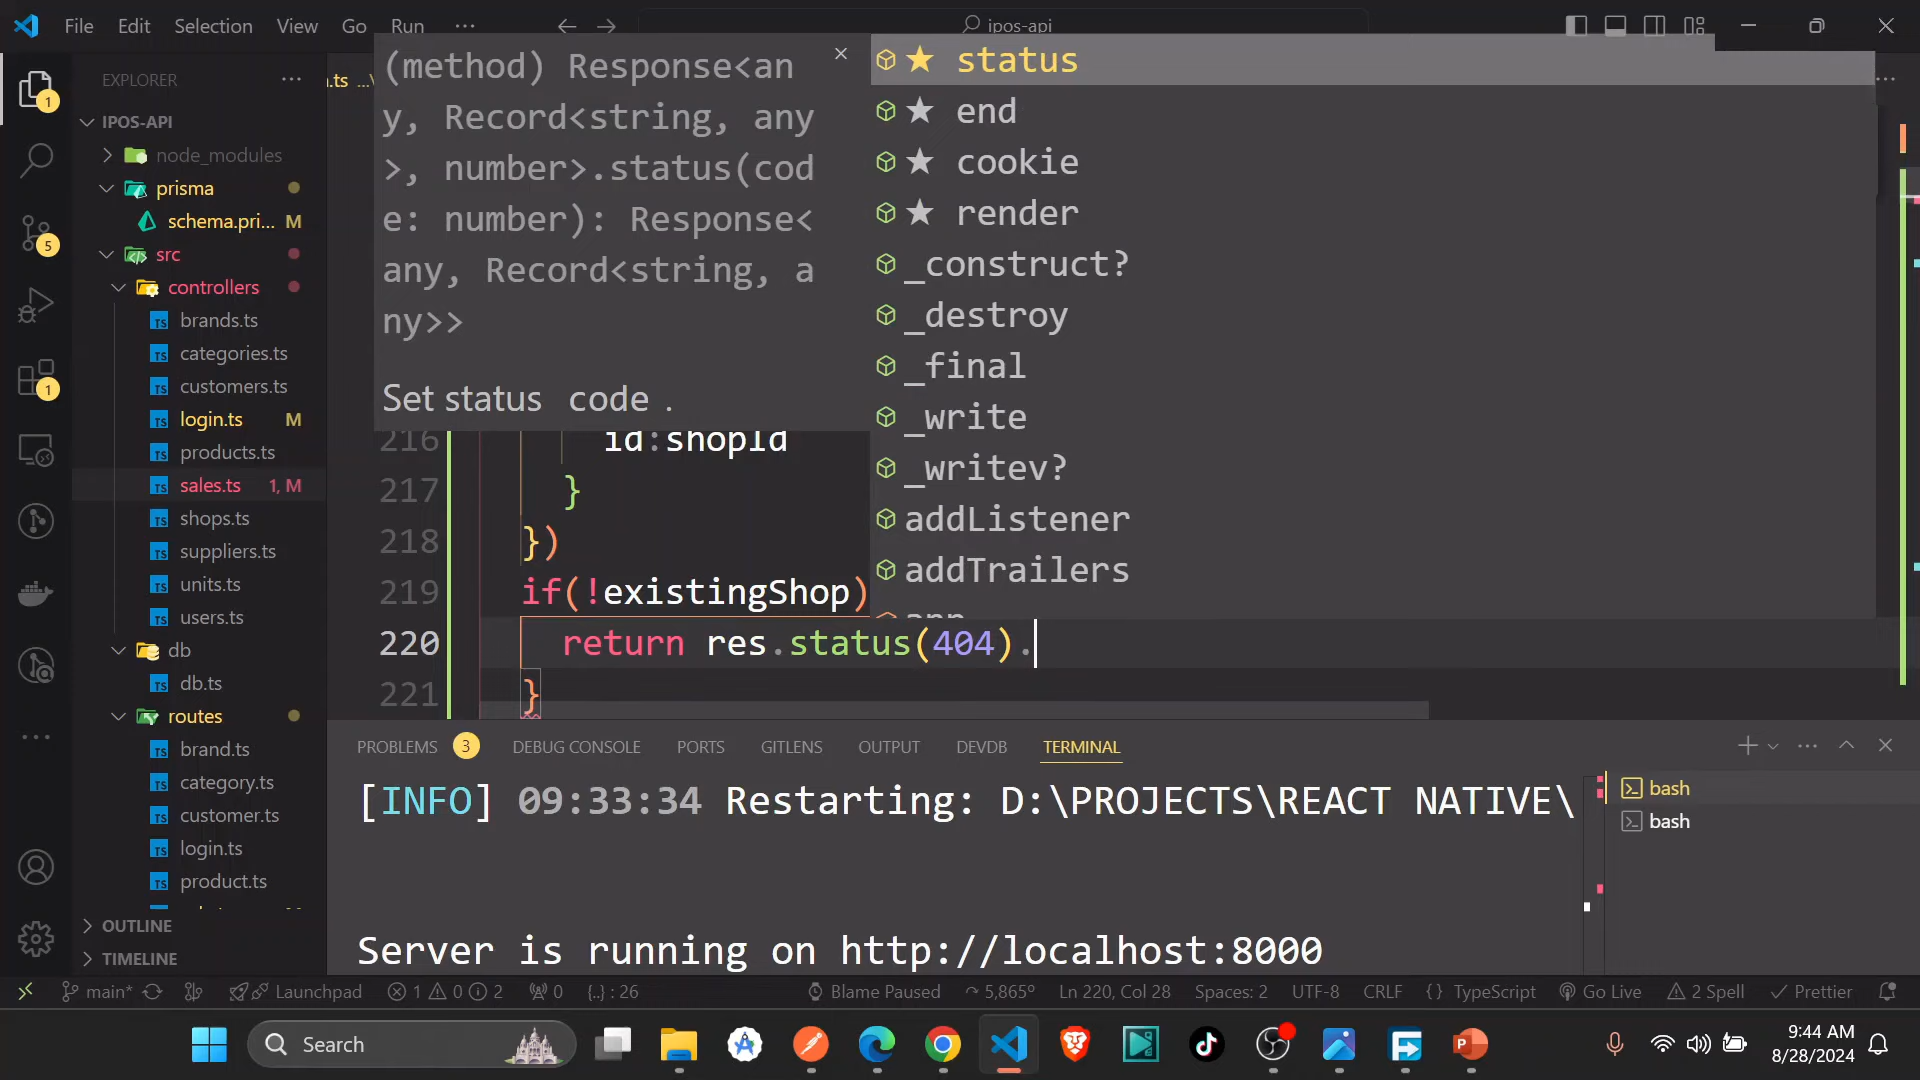 File Edit Selection View Go Run ···
ipos-api
EXPLORER
IPOS-API
node_modules
prisma
schema.pri... M
src
controllers
brands.ts
categories.ts
customers.ts
login.ts M
products.ts
sales.ts 1, M
shops.ts
suppliers.ts
units.ts
users.ts
db
db.ts
routes
brand.ts
category.ts
customer.ts
login.ts
product.ts
OUTLINE
TIMELINE
1
5
1
(method) Response<an
y, Record<string, any
>, number>.status(cod
e: number): Response<
any, Record<string, a
ny>>
Set status code .
status
end
cookie
render
_construct?
_destroy
_final
_write
_writev?
addListener
addTrailers
216 id:shopId
217 }
218 })
219 if(!existingShop)
220 return res.status(404).
221 }
PROBLEMS 3 DEBUG CONSOLE PORTS GITLENS OUTPUT DEVDB TERMINAL
[INFO] 09:33:34 Restarting: D:\PROJECTS\REACT NATIVE\
Server is running on http://localhost:8000
bash
bash
main* Launchpad 1 0 2 0 {..} : 26 Blame Paused 5,865° Ln 220, Col 28 Spaces: 2 UTF-8 CRLF {} TypeScript Go Live 2 Spell Prettier
Search
9:44 AM
8/28/2024